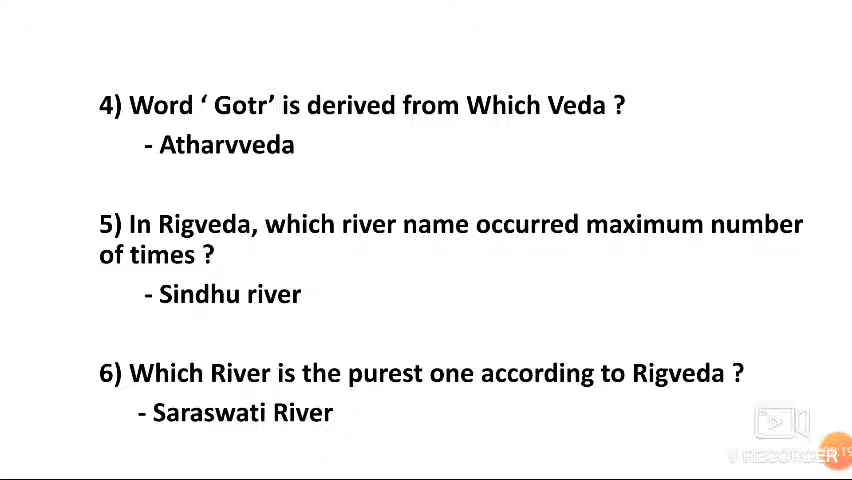 4) Word ‘ Gotr’ is derived from Which Veda ?
- Atharvveda
5) In Rigveda, which river name occurred maximum number
of times ?
- Sindhu river
6) Which River is the purest one according to Rigveda ?
- Saraswati River
V RECORDER